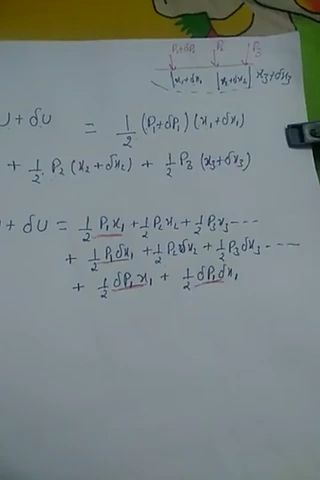 P1+δP1 P2 P3
x1+δx1 x2+δx2 x3+δx3
U + δU = 1/2 (P1+δP1) (x1+δx1)
+ 1/2 P2 (x2+δx2) + 1/2 P3 (x3+δx3)
+ δU = 1/2 P1x1 + 1/2 P2x2 + 1/2 P3x3 ----
+ 1/2 P1δx1 + 1/2 P2δx2 + 1/2 P3δx3 ----
+ 1/2 δP1x1 + 1/2 δP1δx1